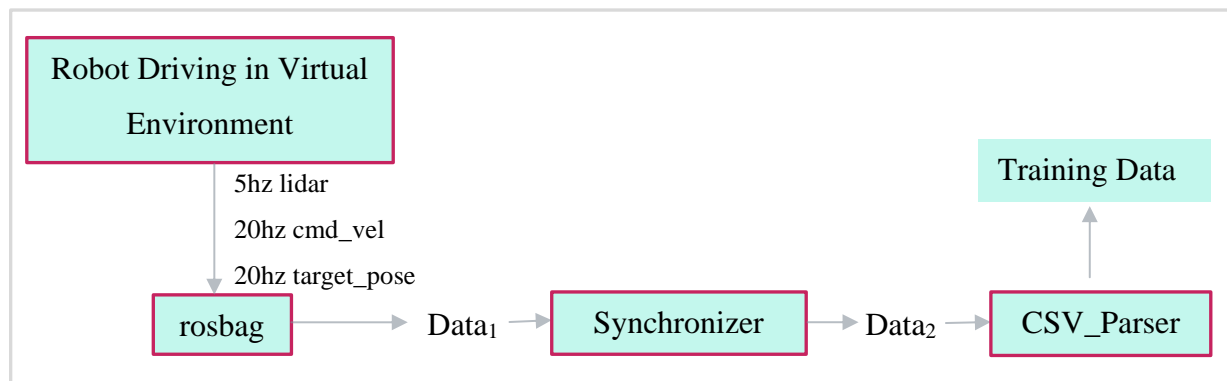 Robot Driving in Virtual
Environment
5hz lidar
20hz cmd_vel
20hz target_pose
rosbag
Data₁
Synchronizer
Data₂
CSV_Parser
Training Data